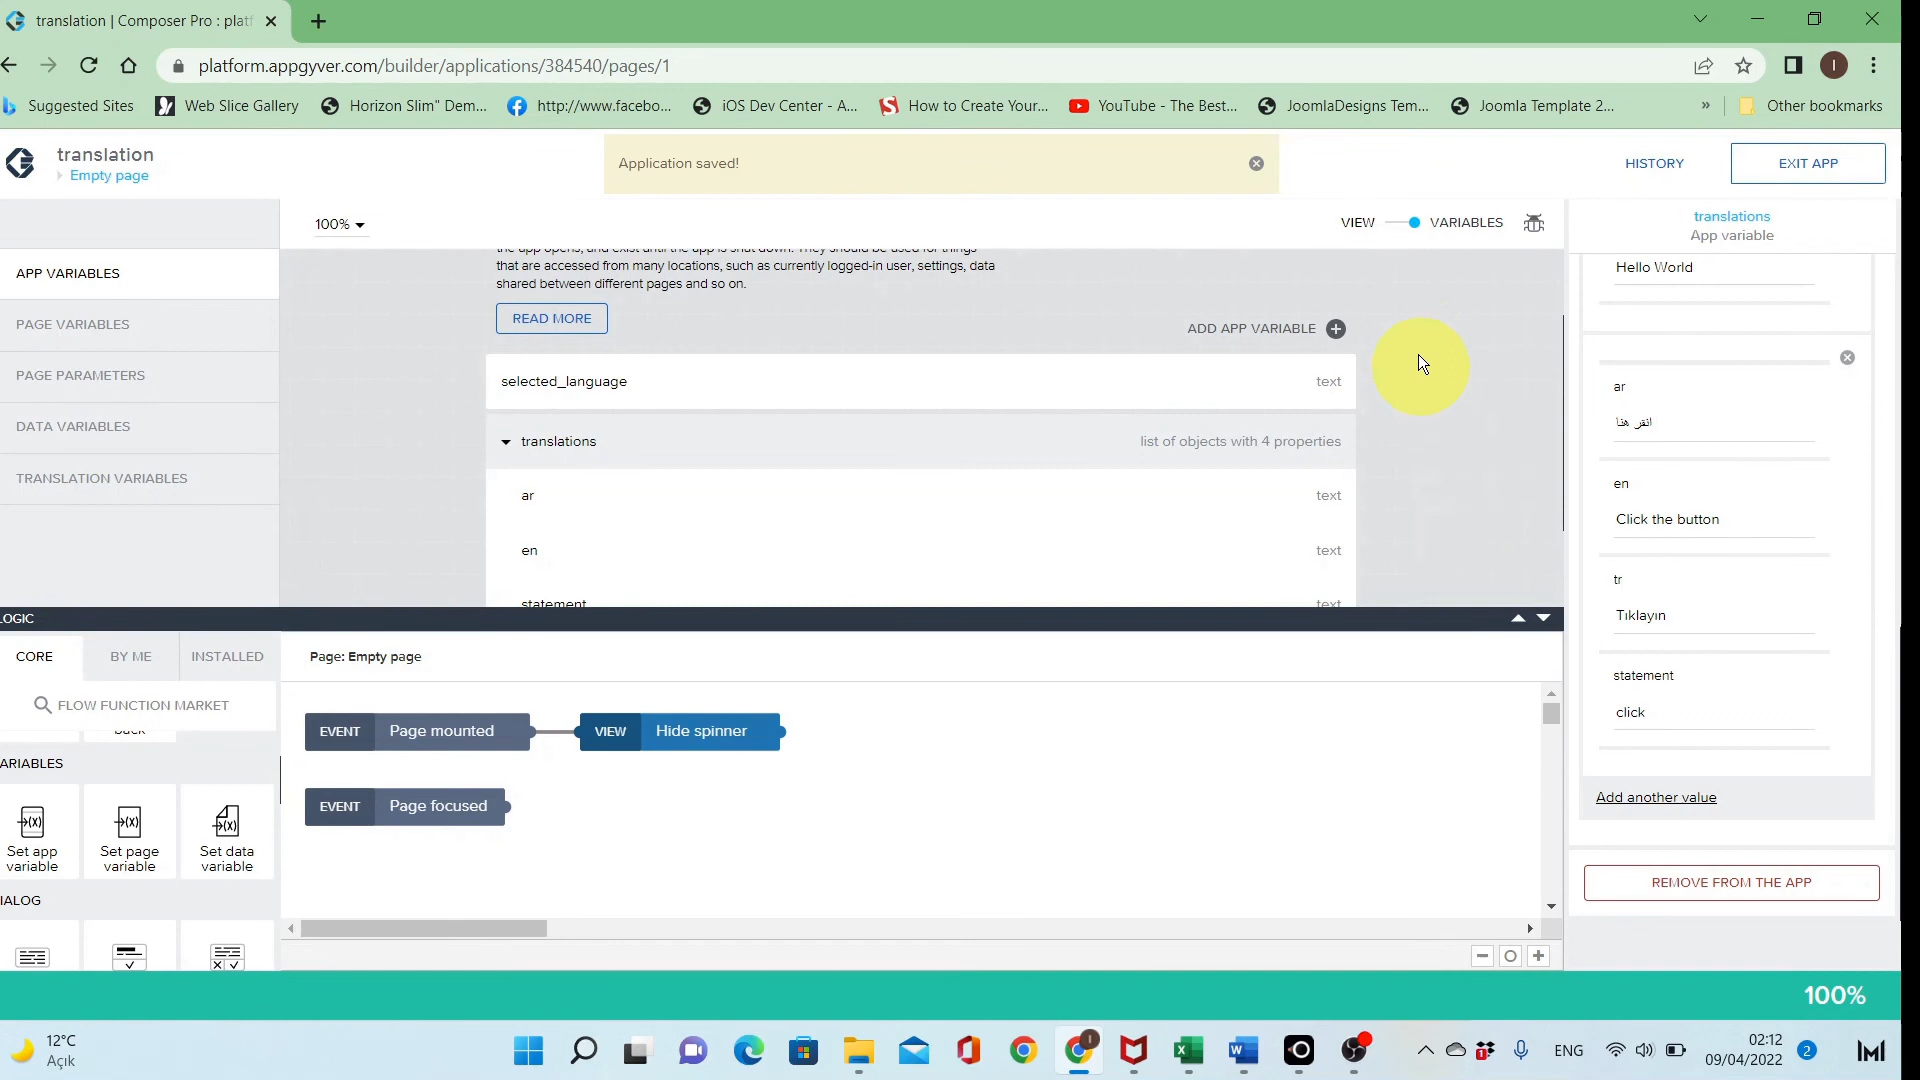 translation | Composer Pro : platf
platform.appgyver.com/builder/applications/384540/pages/1
Suggested Sites
Web Slice Gallery
Horizon Slim" Dem...
http://www.facebo...
iOS Dev Center - A...
How to Create Your...
YouTube - The Best...
JoomlaDesigns Tem...
Joomla Template 2...
»
Other bookmarks
translation
Empty page
Application saved!
HISTORY
EXIT APP
100%
VIEW
VARIABLES
translations
App variable
APP VARIABLES
PAGE VARIABLES
PAGE PARAMETERS
DATA VARIABLES
TRANSLATION VARIABLES
the app opens, and exist until the app is shut down. They should be used for things
that are accessed from many locations, such as currently logged-in user, settings, data
shared between different pages and so on.
READ MORE
ADD APP VARIABLE
selected_language text
translations list of objects with 4 properties
ar text
en text
statement text
Hello World
ar
انقر هنا
en
Click the button
tr
Tıklayın
statement
click
Add another value
REMOVE FROM THE APP
LOGIC
CORE
BY ME
INSTALLED
FLOW FUNCTION MARKET
back
ARIABLES
Set app
variable
Set page
variable
Set data
variable
IALOG
Page: Empty page
EVENT Page mounted
VIEW Hide spinner
EVENT Page focused
100%
12°C
Açık
ENG
02:12
09/04/2022
2
1